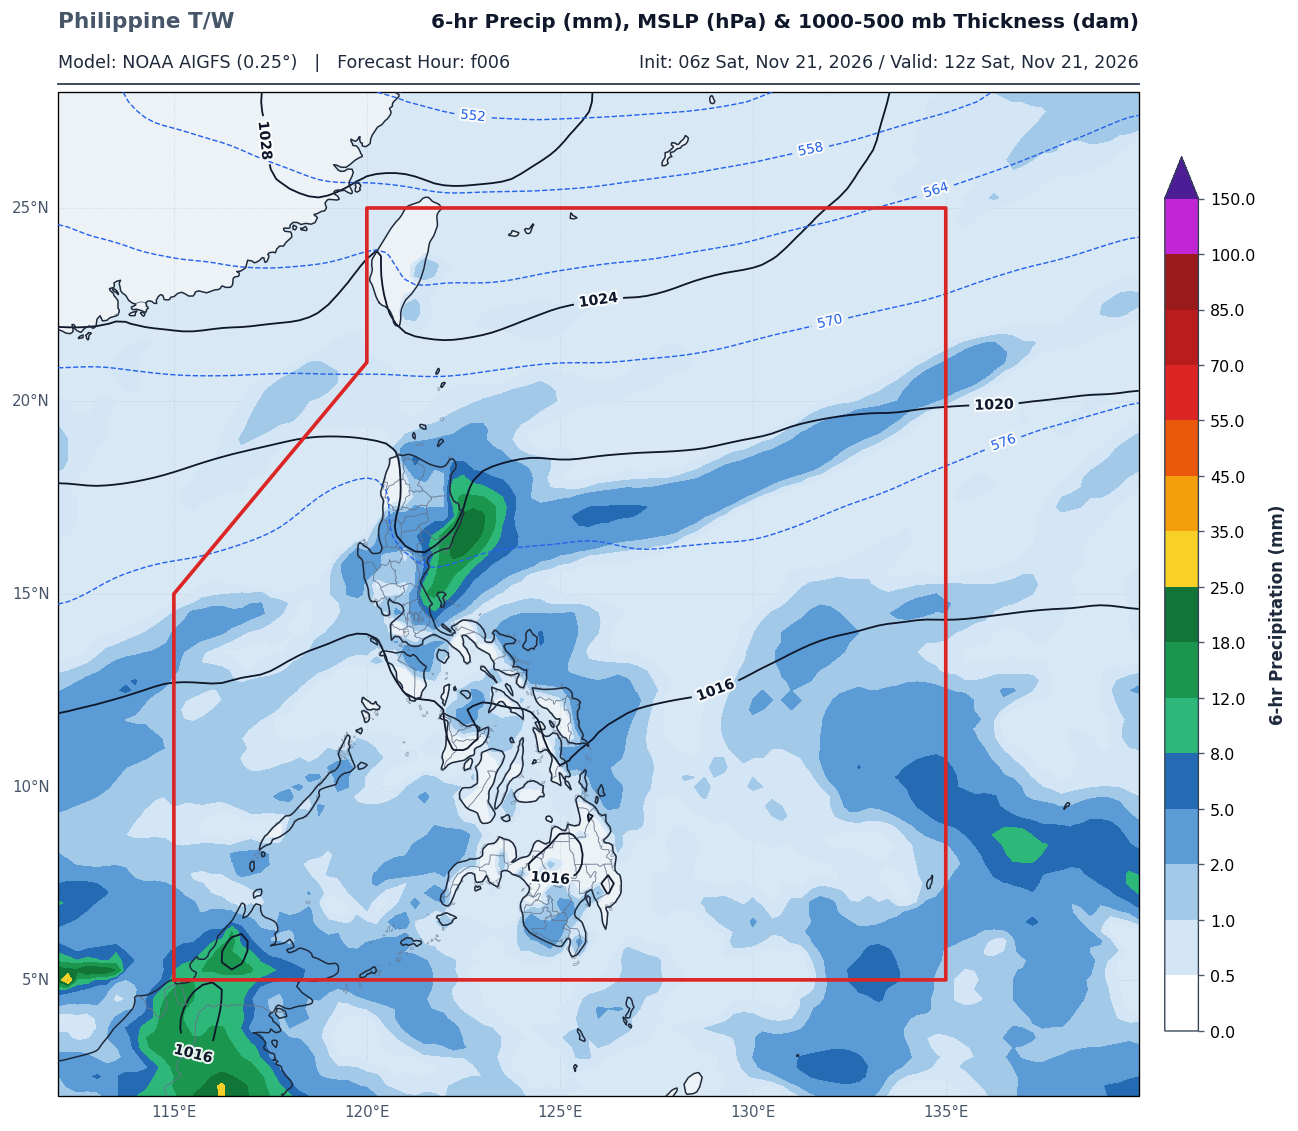 Philippine T/W
6-hr Precip (mm), MSLP (hPa) & 1000-500 mb Thickness (dam)
Model: NOAA AIGFS (0.25°) | Forecast Hour: f006
Init: 06z Sat, Nov 21, 2026 / Valid: 12z Sat, Nov 21, 2026
552
1028
558
564
25°N
1024
570
20°N
1020
576
15°N
1016
10°N
1016
5°N
1016
115°E
120°E
125°E
130°E
135°E
150.0
100.0
85.0
70.0
55.0
45.0
35.0
25.0
18.0
12.0
8.0
5.0
2.0
1.0
0.5
0.0
6-hr Precipitation (mm)